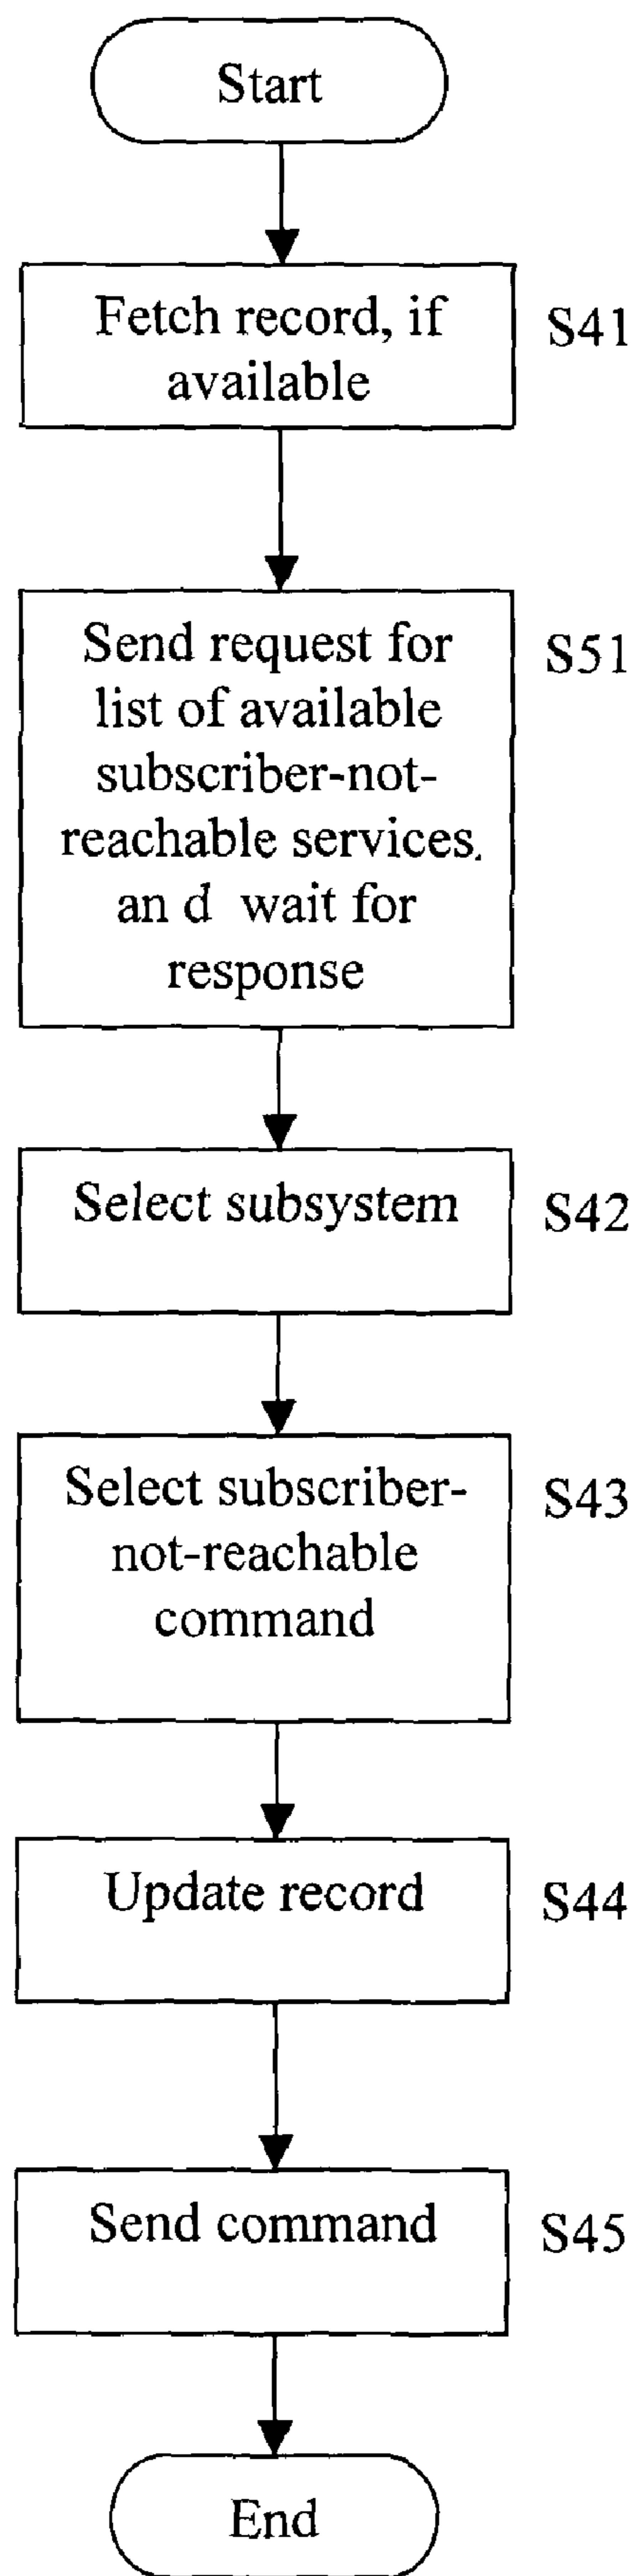 Start
Fetch record, if
available
S41
Send request for
list of available
subscriber-not-
reachable services.
an d wait for
response
S51
Select subsystem
S42
Select subscriber-
not-reachable
command
S43
Update record
S44
Send command
S45
End